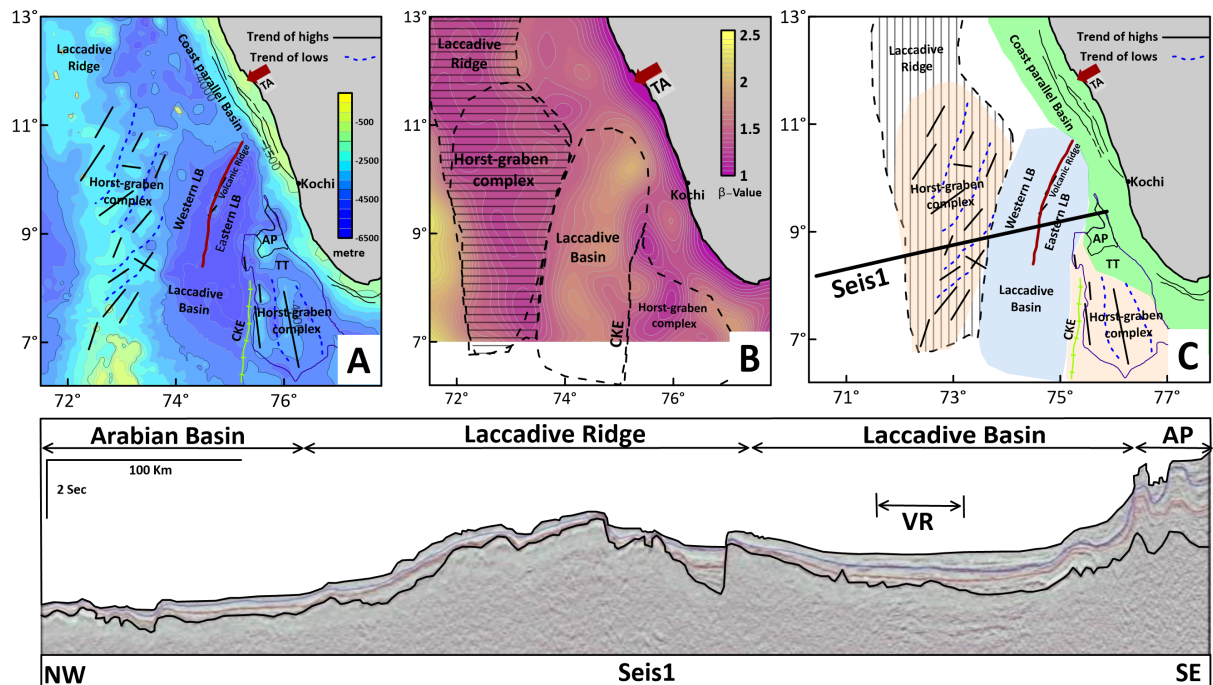 13°
11°
9°
7°
72
74
76
Laccadive
Ridge
Trend of highs
Trend of lows
Coast parallel Basin
TA
-500
-2500
-4500
-6500
metre
Kochi
Horst-graben
complex
Western LB
Volcanic Ridge
Eastern LB
AP
TT
Laccadive
Basin
CKE
Horst-graben
complex
A
13°
11°
9°
7°
72°
74°
76°
Laccadive
Ridge
TA
2.5
2
1.5
1
β–Value
Horst-graben
complex
Kochi
Laccadive
Basin
CKE
Horst-graben
complex
B
13°
11°
9°
7°
71°
73°
75°
77°
Laccadive
Ridge
Trend of highs
Trend of lows
TA
Coast parallel Basin
Kochi
Horst-graben
complex
Western LB
Volcanic Ridge
Eastern LB
AP
TT
Seis1
Laccadive
Basin
CKE
Horst-graben
complex
C
Arabian Basin
Laccadive Ridge
Laccadive Basin
AP
100 Km
2 Sec
VR
NW
Seis1
SE